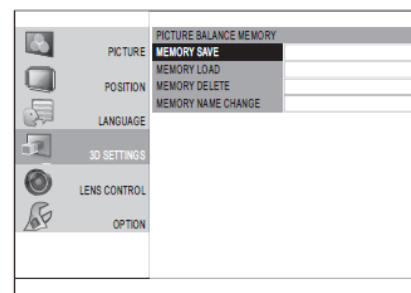 PICTURE BALANCE MEMORY
PICTURE
MEMORY SAVE
MEMORY LOAD
POSITION
MEMORY DELETE
MEMORY NAME CHANGE
LANGUAGE
3D SETTINGS
LENS CONTROL
OPTION